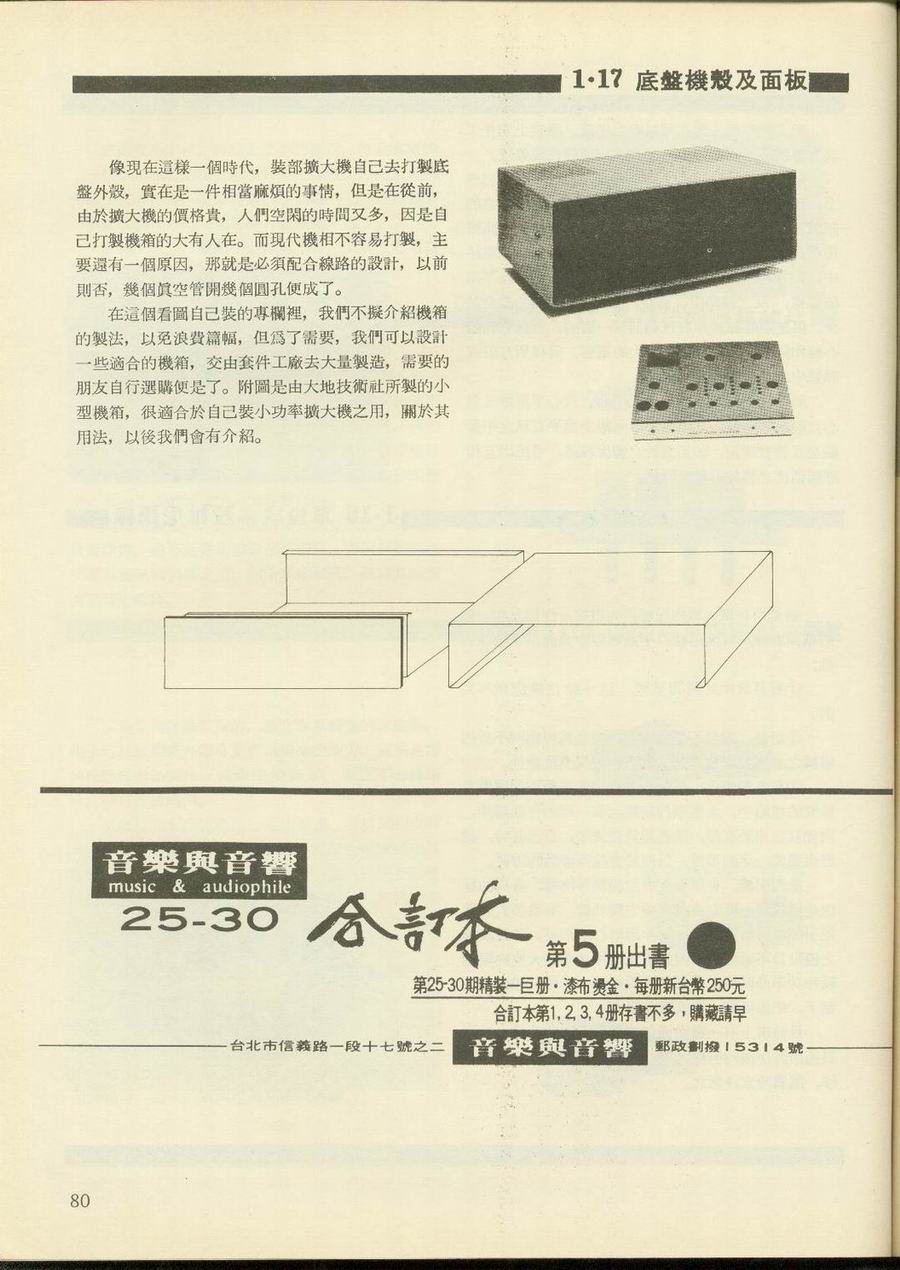 1·17 底盤機殼及面板
像現在這樣一個時代，裝部擴大機自己去打製底
盤外殼，實在是一件相當麻煩的事情，但是在從前，
由於擴大機的價格貴，人們空閑的時間又多，因是自
己打製機箱的大有人在。而現代機相不容易打製，主
要還有一個原因，那就是必須配合線路的設計，以前
則否，幾個眞空管開幾個圓孔便成了。
在這個看圖自己裝的專欄裡，我們不擬介紹機箱
的製法，以免浪費篇幅，但爲了需要，我們可以設計
一些適合的機箱，交由套件工廠去大量製造，需要的
朋友自行選購便是了。附圖是由大地技術社所製的小
型機箱，很適合於自己裝小功率擴大機之用，關於其
用法，以後我們會有介紹。
音樂與音響
music & audiophile
25-30
合訂本
第5册出書
第25-30期精裝一巨册·漆布燙金·每册新台幣250元
合訂本第1,2,3,4册存書不多，購藏請早
台北市信義路一段十七號之二 音樂與音響 郵政劃撥15314號
80